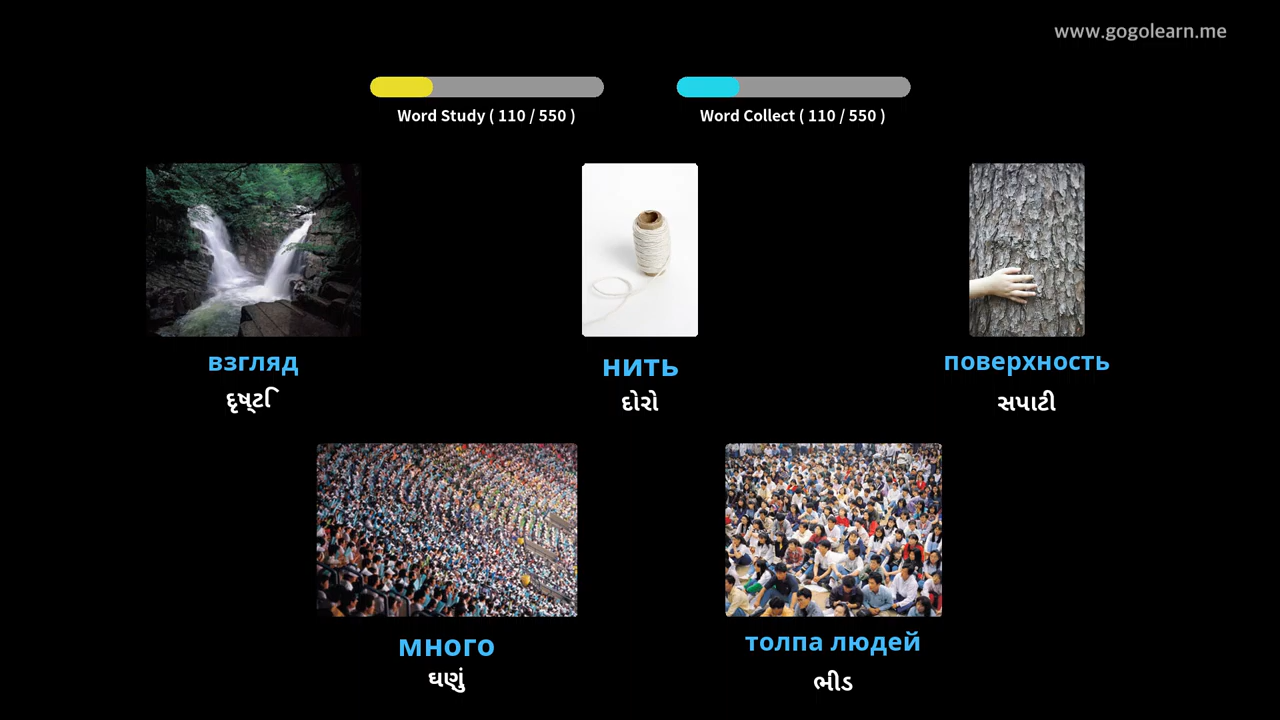 www.gogolearn.me
Word Study ( 110 / 550 )
Word Collect ( 110 / 550 )
взгляд
દૃષ્ટિ
нить
દોરો
поверхность
સપાટી
много
ઘણું
толпа людей
ભીડ